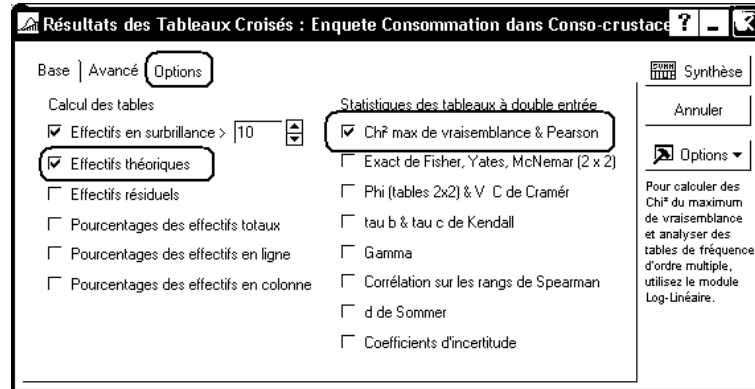 Résultats des Tableaux Croisés : Enquete Consommation dans Conso-crustace
Base
Avancé
Options
Calcul des tables
Effectifs en surbrillance > 10
Effectifs théoriques
Effectifs résiduels
Pourcentages des effectifs totaux
Pourcentages des effectifs en ligne
Pourcentages des effectifs en colonne
Statistiques des tableaux à double entrée
Chi² max de vraisemblance & Pearson
Exact de Fisher, Yates, McNemar (2 x 2)
Phi (tables 2x2) & V C de Cramér
tau b & tau c de Kendall
Gamma
Corrélation sur les rangs de Spearman
d de Sommer
Coefficients d'incertitude
Synthèse
Annuler
Options
Pour calculer des
Chi² du maximum
de vraisemblance
et analyser des
tables de fréquence
d'ordre multiple,
utilisez le module
Log-Linéaire.